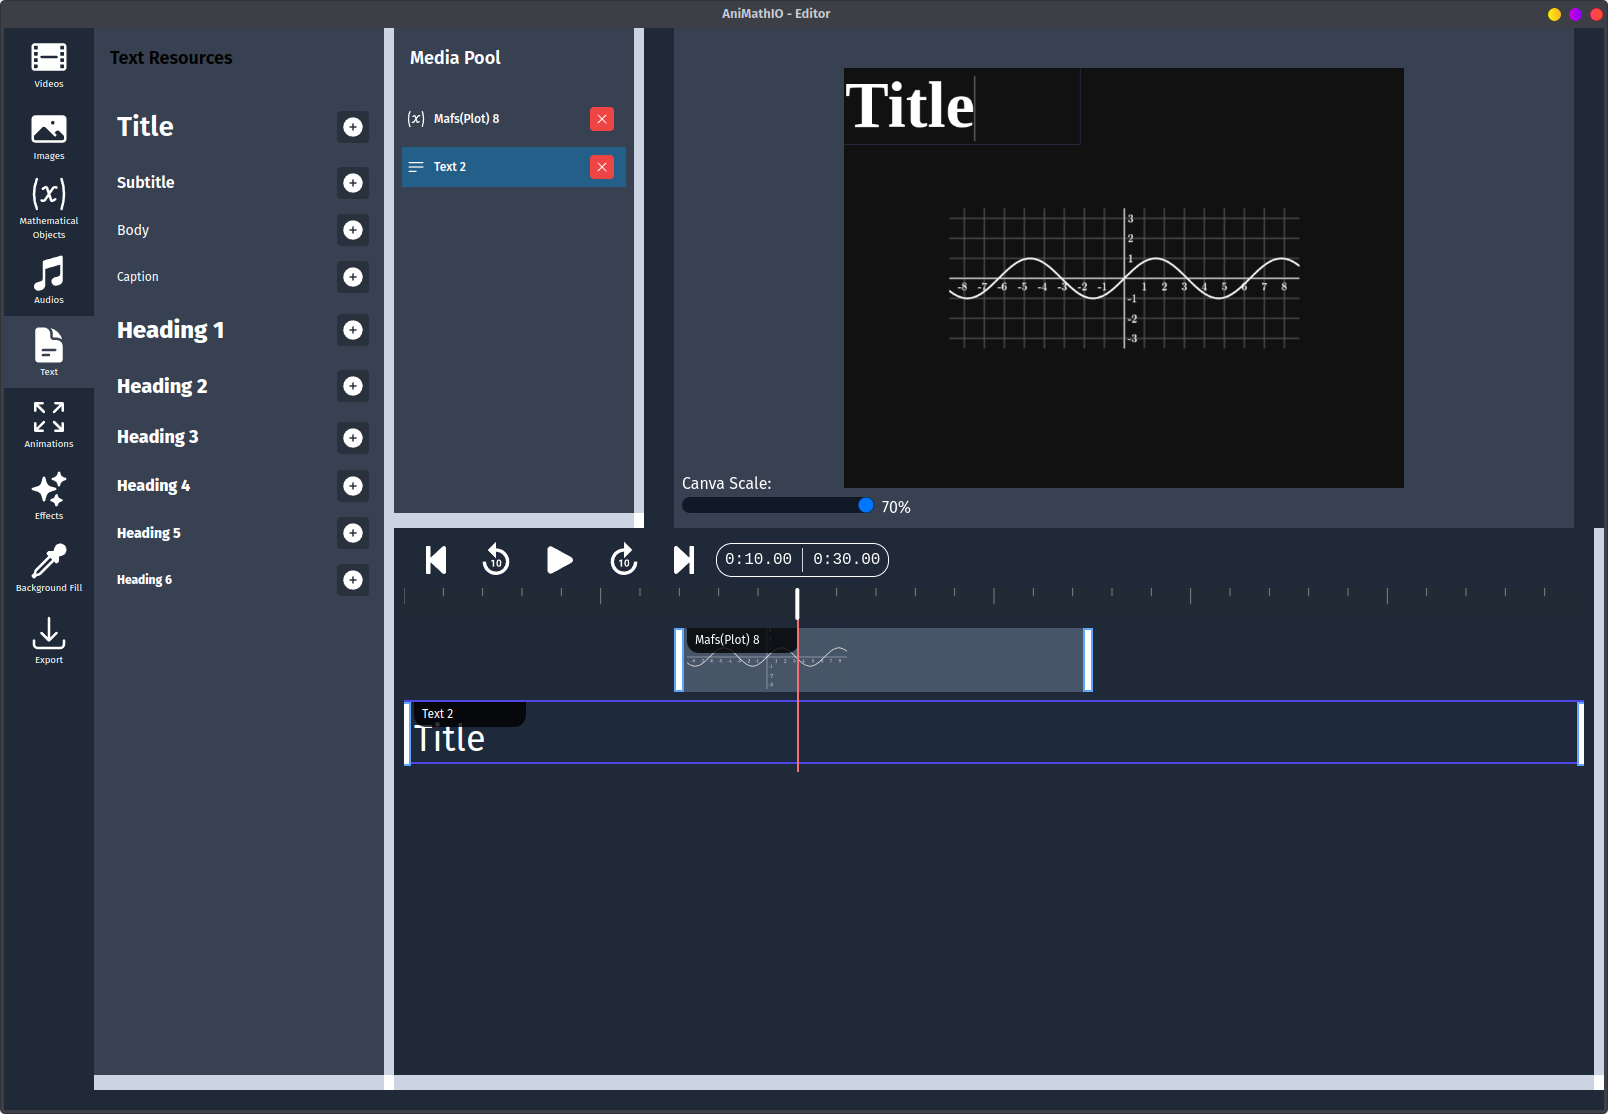 AniMathIO - Editor
Videos
Images
(x)
Mathematical
Objects
Audios
Text
Animations
Effects
Background Fill
Export
Text Resources
Title
Subtitle
Body
Caption
Heading 1
Heading 2
Heading 3
Heading 4
Heading 5
Heading 6
Media Pool
(x) Mafs(Plot) 8
Text 2
Title
3
2
1
-8 -7 -6 -5 -4 -3 -2 -1 1 2 3 4 5 6 7 8
-1
-2
-3
Canva Scale:
70%
10
10
0:10.00 | 0:30.00
Mafs(Plot) 8
Text 2
Title